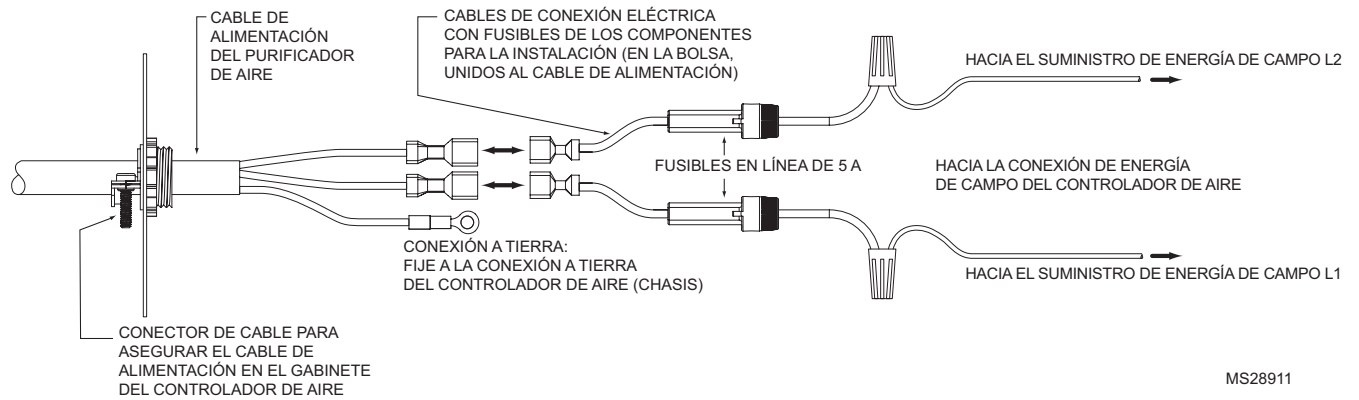 CABLE DE
ALIMENTACIÓN
DEL PURIFICADOR
DE AIRE
CABLES DE CONEXIÓN ELÉCTRICA
CON FUSIBLES DE LOS COMPONENTES
PARA LA INSTALACIÓN (EN LA BOLSA,
UNIDOS AL CABLE DE ALIMENTACIÓN)
HACIA EL SUMINISTRO DE ENERGÍA DE CAMPO L2
FUSIBLES EN LÍNEA DE 5 A
HACIA LA CONEXIÓN DE ENERGÍA
DE CAMPO DEL CONTROLADOR DE AIRE
CONEXIÓN A TIERRA:
FIJE A LA CONEXIÓN A TIERRA
DEL CONTROLADOR DE AIRE (CHASIS)
HACIA EL SUMINISTRO DE ENERGÍA DE CAMPO L1
CONECTOR DE CABLE PARA
ASEGURAR EL CABLE DE
ALIMENTACIÓN EN EL GABINETE
DEL CONTROLADOR DE AIRE
MS28911